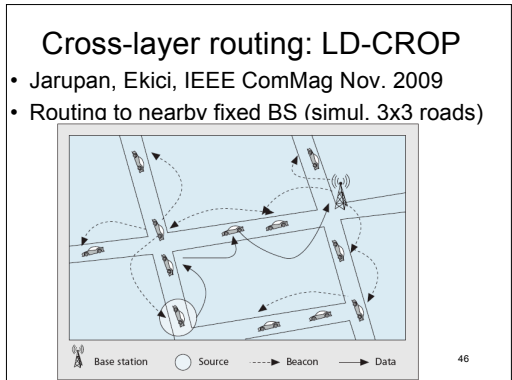 Cross-layer routing: LD-CROP
• Jarupan, Ekici, IEEE ComMag Nov. 2009
• Routing to nearby fixed BS (simul. 3x3 roads)
Base station Source Beacon Data
46